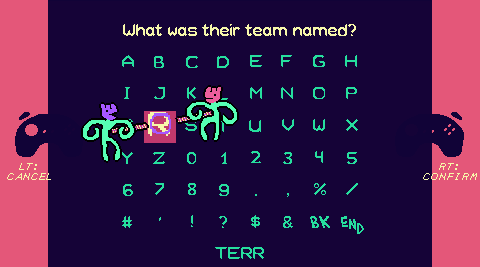 What was their team named?
A B C D E F G H
I J K M N O P
S U V W X
Y Z 0 1 2 3 4 5
6 7 8 9 . , % /
# ' ! ? $ & BK END
LT:
CANCEL
RT:
CONFIRM
TERR